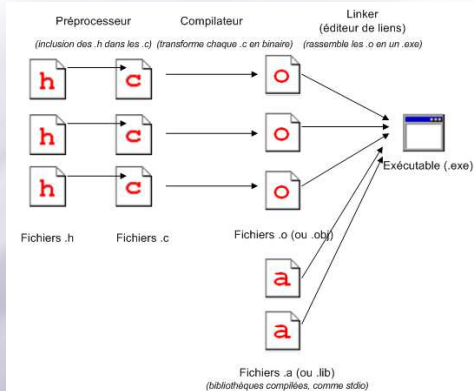 Préprocesseur
(inclusion des .h dans les .c)
Compilateur
(transforme chaque .c en binaire)
Linker
(éditeur de liens)
(rassemble les .o en un .exe)
h
c
o
h
c
o
h
c
o
Exécutable (.exe)
Fichiers .h
Fichiers .c
Fichiers .o (ou .obj)
a
a
Fichiers .a (ou .lib)
(bibliothèques compilées, comme stdio)